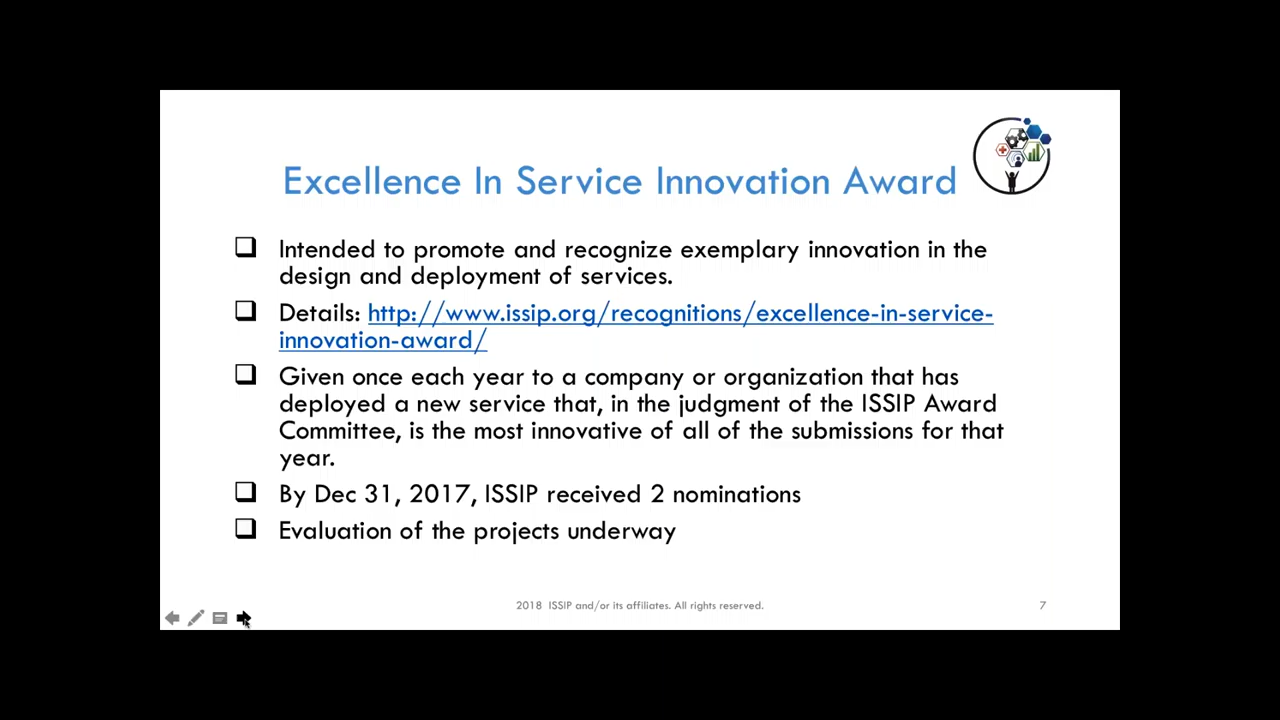 Excellence In Service Innovation Award
Intended to promote and recognize exemplary innovation in the
design and deployment of services.
Details: http://www.issip.org/recognitions/excellence-in-service-
innovation-award/
Given once each year to a company or organization that has
deployed a new service that, in the judgment of the ISSIP Award
Committee, is the most innovative of all of the submissions for that
year.
By Dec 31, 2017, ISSIP received 2 nominations
Evaluation of the projects underway
2018 ISSIP and/or its affiliates. All rights reserved.
7